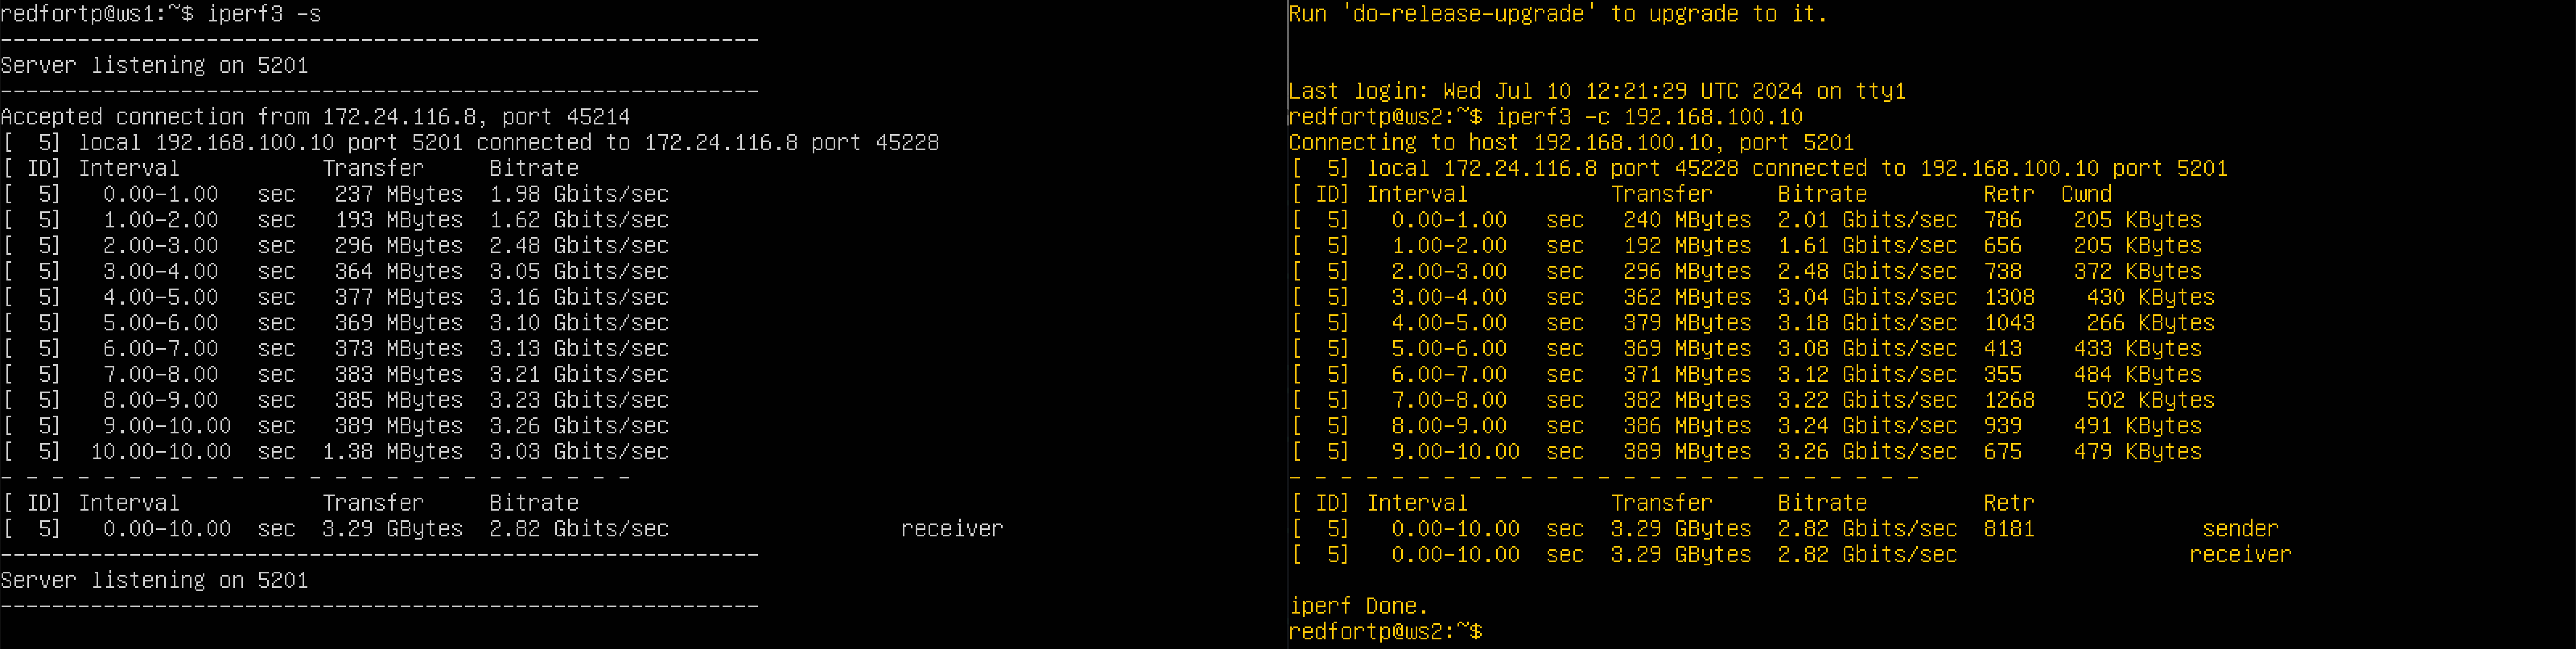 redfortp@ws1:~$ iperf3 -s
-----------------------------------------------------------
Server listening on 5201
-----------------------------------------------------------
Accepted connection from 172.24.116.8, port 45214
[  5] local 192.168.100.10 port 5201 connected to 172.24.116.8 port 45228
[ ID] Interval           Transfer     Bitrate
[  5]   0.00-1.00   sec   237 MBytes  1.98 Gbits/sec
[  5]   1.00-2.00   sec   193 MBytes  1.62 Gbits/sec
[  5]   2.00-3.00   sec   296 MBytes  2.48 Gbits/sec
[  5]   3.00-4.00   sec   364 MBytes  3.05 Gbits/sec
[  5]   4.00-5.00   sec   377 MBytes  3.16 Gbits/sec
[  5]   5.00-6.00   sec   369 MBytes  3.10 Gbits/sec
[  5]   6.00-7.00   sec   373 MBytes  3.13 Gbits/sec
[  5]   7.00-8.00   sec   383 MBytes  3.21 Gbits/sec
[  5]   8.00-9.00   sec   385 MBytes  3.23 Gbits/sec
[  5]   9.00-10.00  sec   389 MBytes  3.26 Gbits/sec
[  5]  10.00-10.00  sec  1.38 MBytes  3.03 Gbits/sec
- - - - - - - - - - - - - - - - - - - - - - - - -
[ ID] Interval           Transfer     Bitrate
[  5]   0.00-10.00  sec  3.29 GBytes  2.82 Gbits/sec                  receiver
-----------------------------------------------------------
Server listening on 5201
-----------------------------------------------------------
Run 'do-release-upgrade' to upgrade to it.
Last login: Wed Jul 10 12:21:29 UTC 2024 on tty1
redfortp@ws2:~$ iperf3 -c 192.168.100.10
Connecting to host 192.168.100.10, port 5201
[  5] local 172.24.116.8 port 45228 connected to 192.168.100.10 port 5201
[ ID] Interval           Transfer     Bitrate         Retr  Cwnd
[  5]   0.00-1.00   sec   240 MBytes  2.01 Gbits/sec  786    205 KBytes
[  5]   1.00-2.00   sec   192 MBytes  1.61 Gbits/sec  656    205 KBytes
[  5]   2.00-3.00   sec   296 MBytes  2.48 Gbits/sec  738    372 KBytes
[  5]   3.00-4.00   sec   362 MBytes  3.04 Gbits/sec  1308    430 KBytes
[  5]   4.00-5.00   sec   379 MBytes  3.18 Gbits/sec  1043    266 KBytes
[  5]   5.00-6.00   sec   369 MBytes  3.08 Gbits/sec  413    433 KBytes
[  5]   6.00-7.00   sec   371 MBytes  3.12 Gbits/sec  355    484 KBytes
[  5]   7.00-8.00   sec   382 MBytes  3.22 Gbits/sec  1268    502 KBytes
[  5]   8.00-9.00   sec   386 MBytes  3.24 Gbits/sec  939    491 KBytes
[  5]   9.00-10.00  sec   389 MBytes  3.26 Gbits/sec  675    479 KBytes
- - - - - - - - - - - - - - - - - - - - - - - - -
[ ID] Interval           Transfer     Bitrate         Retr
[  5]   0.00-10.00  sec  3.29 GBytes  2.82 Gbits/sec  8181             sender
[  5]   0.00-10.00  sec  3.29 GBytes  2.82 Gbits/sec                  receiver
iperf Done.
redfortp@ws2:~$